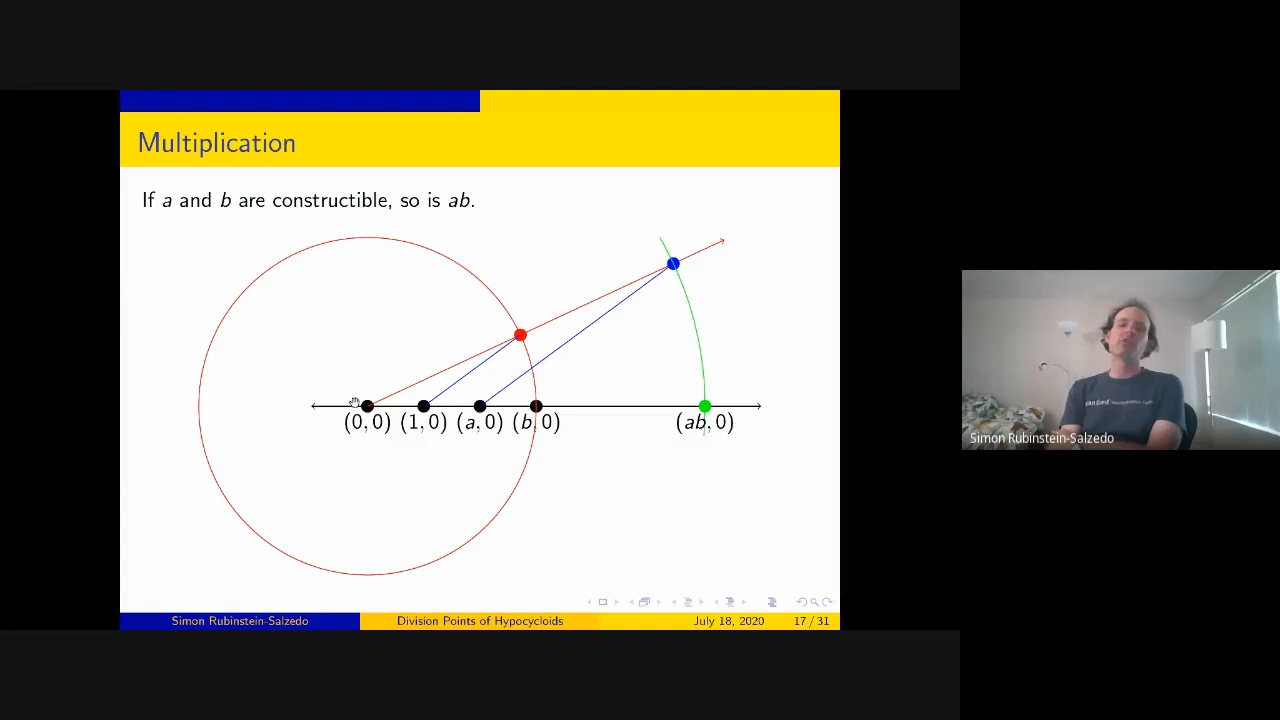 Multiplication
If a and b are constructible, so is ab.
(0, 0) (1, 0) (a, 0) (b, 0) (ab, 0)
Simon Rubinstein-Salzedo
Simon Rubinstein-Salzedo Division Points of Hypocycloids July 18, 2020 17 / 31